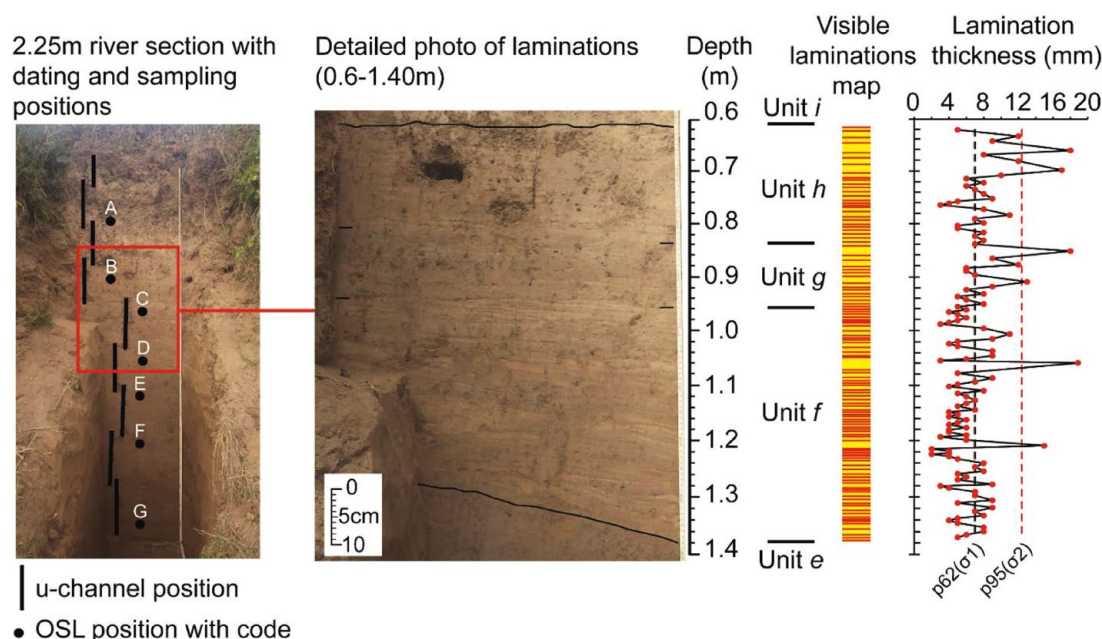 2.25m river section with
dating and sampling
positions
A
B
C
D
E
F
G
u-channel position
OSL position with code
Detailed photo of laminations
(0.6-1.40m)
0
5cm
10
Depth
(m)
0.6
0.7
0.8
0.9
1.0
1.1
1.2
1.3
1.4
Unit i
Unit h
Unit g
Unit f
Unit e
Visible
laminations
map
Lamination
thickness (mm)
0 4 8 12 16 20
p62(σ1)
p95(σ2)